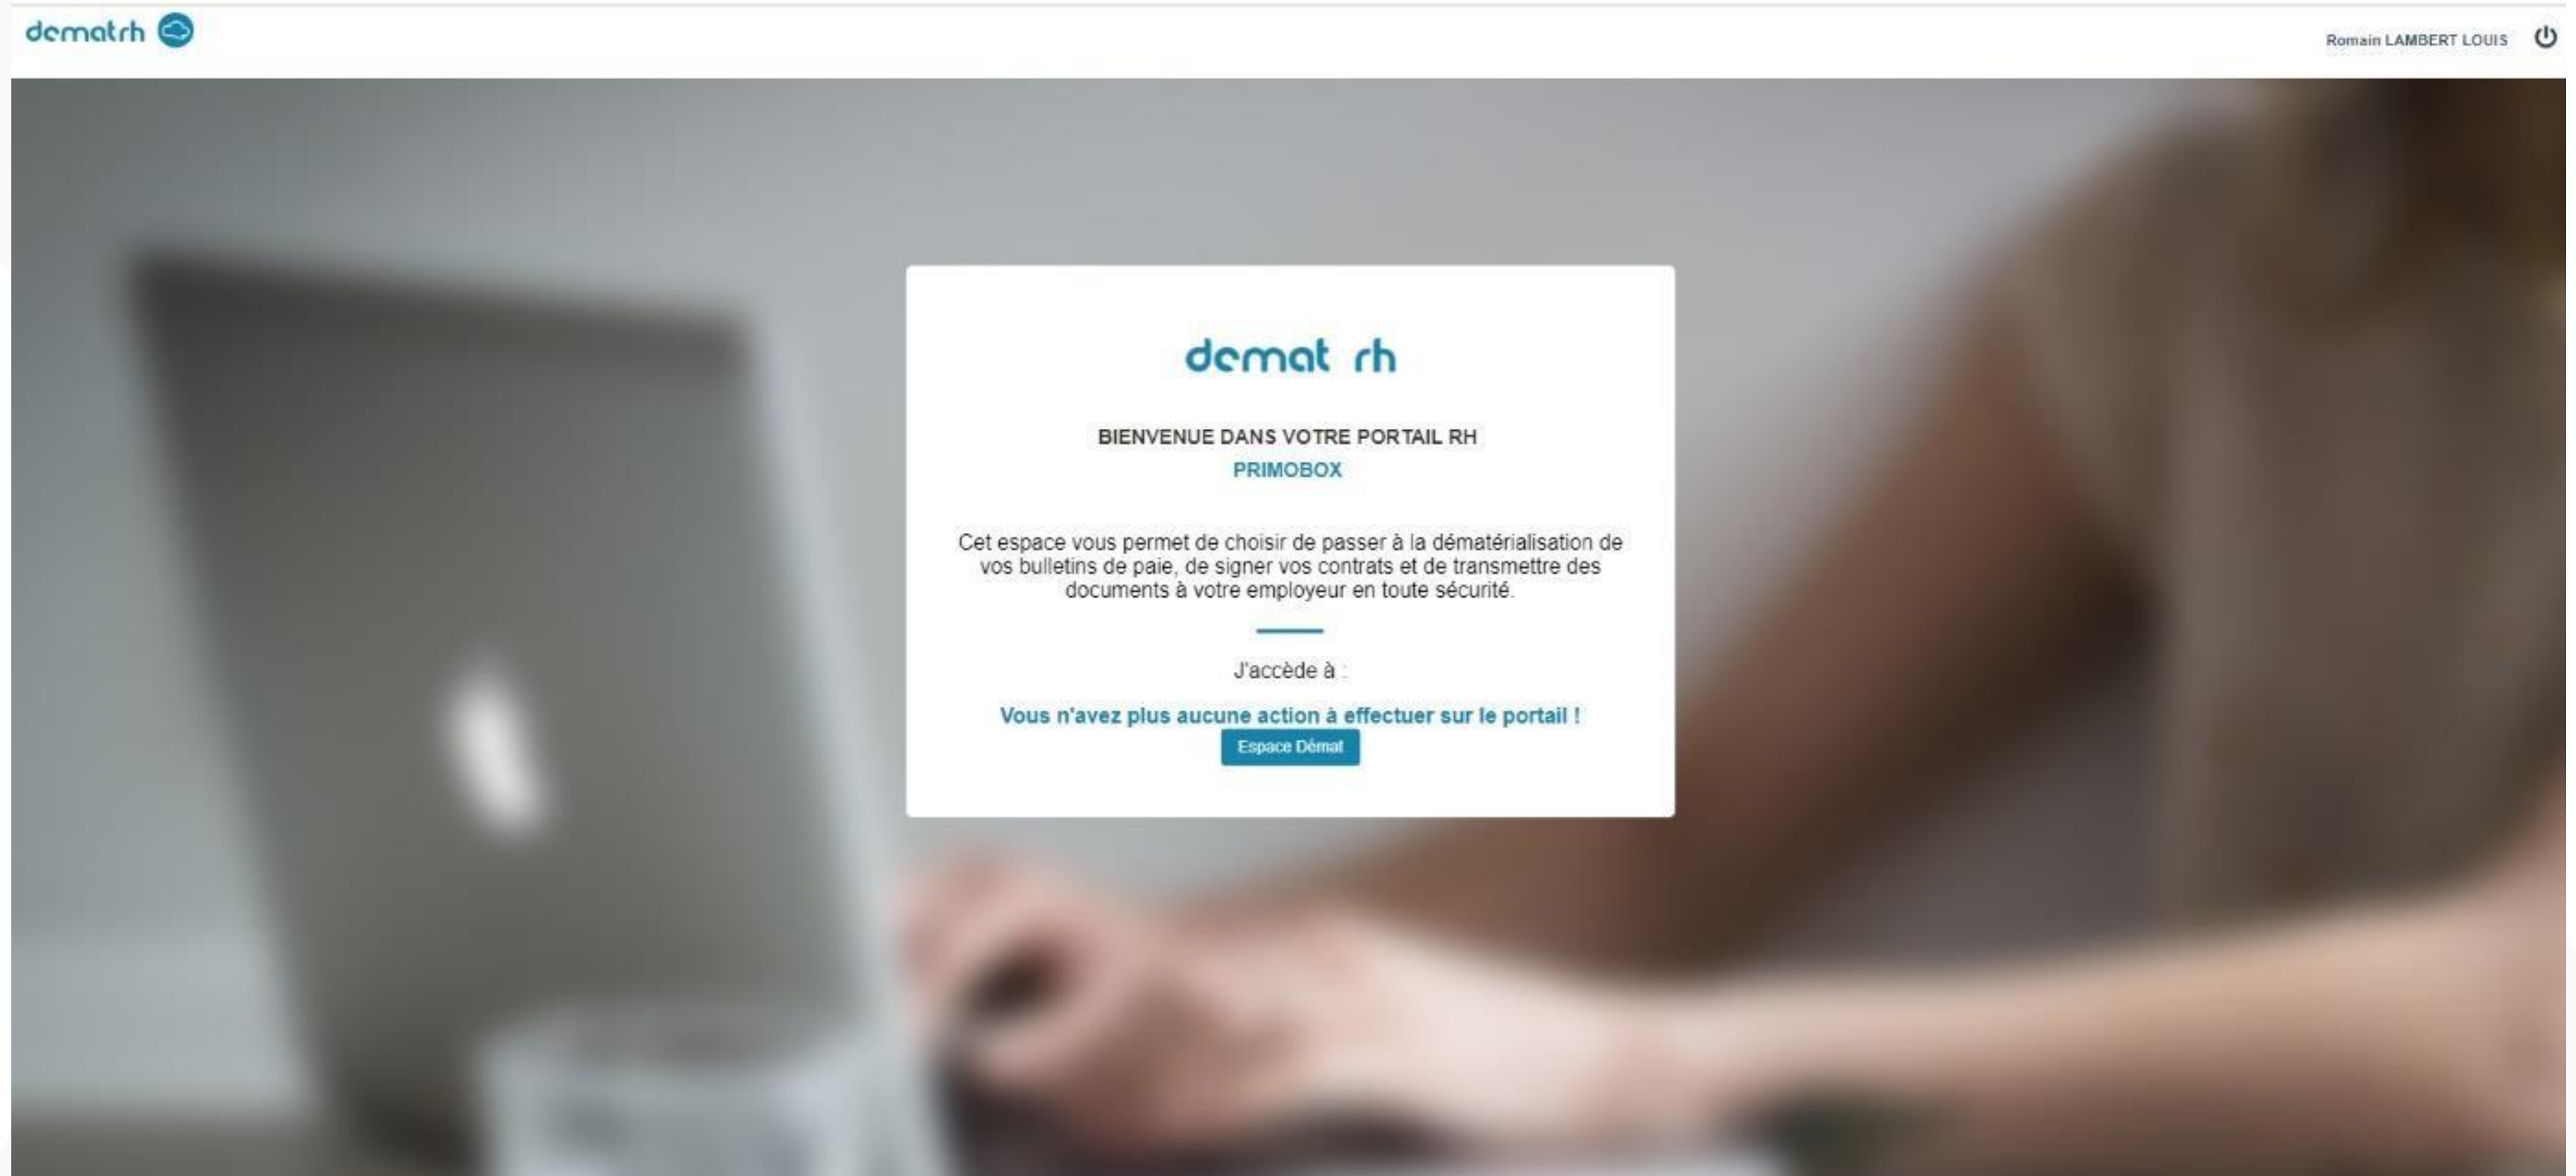 dematrh
Romain LAMBERT LOUIS
demat rh
BIENVENUE DANS VOTRE PORTAIL RH
PRIMOBOX
Cet espace vous permet de choisir de passer à la dématérialisation de
vos bulletins de paie, de signer vos contrats et de transmettre des
documents à votre employeur en toute sécurité.
J'accède à :
Vous n'avez plus aucune action à effectuer sur le portail !
Espace Démat